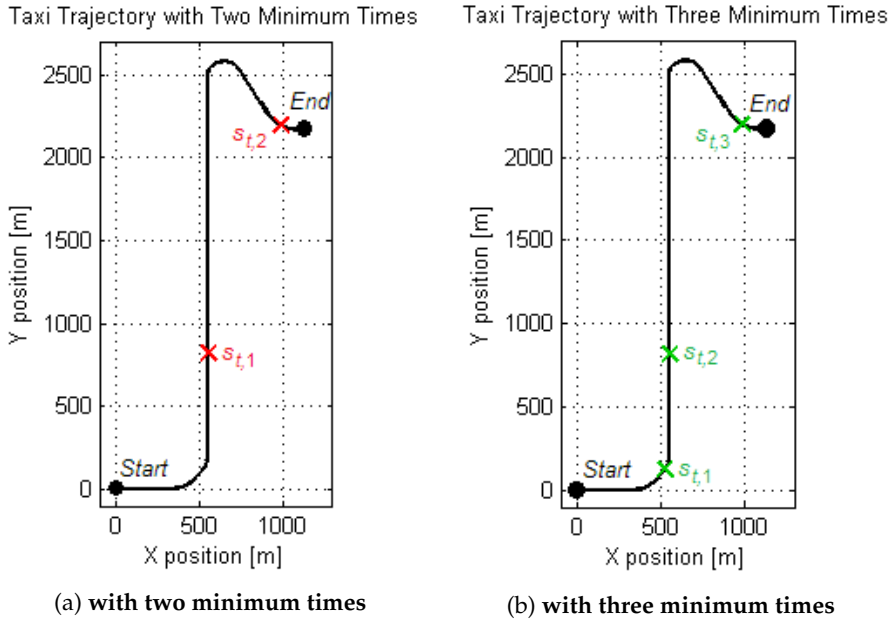 Taxi Trajectory with Two Minimum Times
2500
2000
1500
1000
500
0
0 500 1000
Y position [m]
X position [m]
Start
End
s_{t,1}
s_{t,2}
(a) with two minimum times
Taxi Trajectory with Three Minimum Times
2500
2000
1500
1000
500
0
0 500 1000
Y position [m]
X position [m]
Start
End
s_{t,1}
s_{t,2}
s_{t,3}
(b) with three minimum times